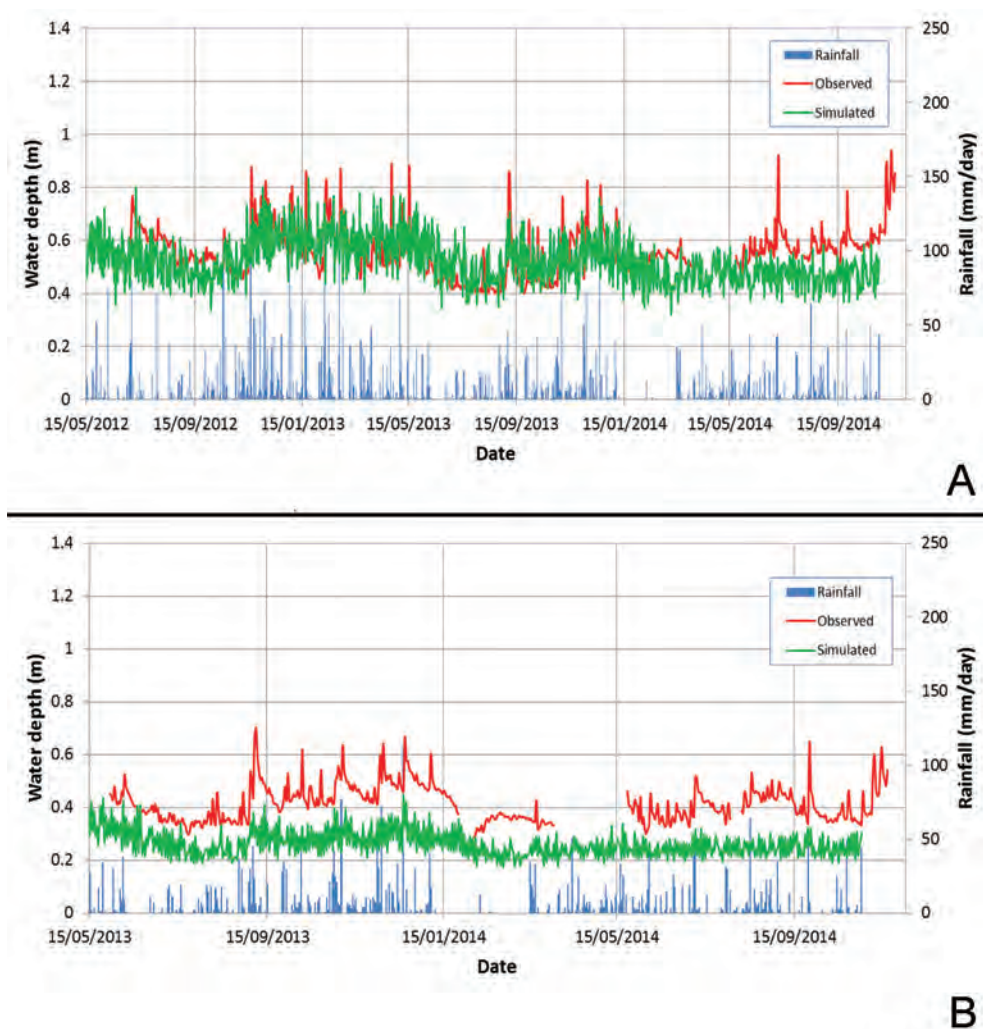 1.4
1.2
1
0.8
0.6
0.4
0.2
0
Water depth (m)
250
200
150
100
50
0
Rainfall (mm/day)
Rainfall
Observed
Simulated
15/05/2012 15/09/2012 15/01/2013 15/05/2013 15/09/2013 15/01/2014 15/05/2014 15/09/2014
Date
A
1.4
1.2
1
0.8
0.6
0.4
0.2
0
Water depth (m)
250
200
150
100
50
0
Rainfall (mm/day)
Rainfall
Observed
Simulated
15/05/2013 15/09/2013 15/01/2014 15/05/2014 15/09/2014
Date
B